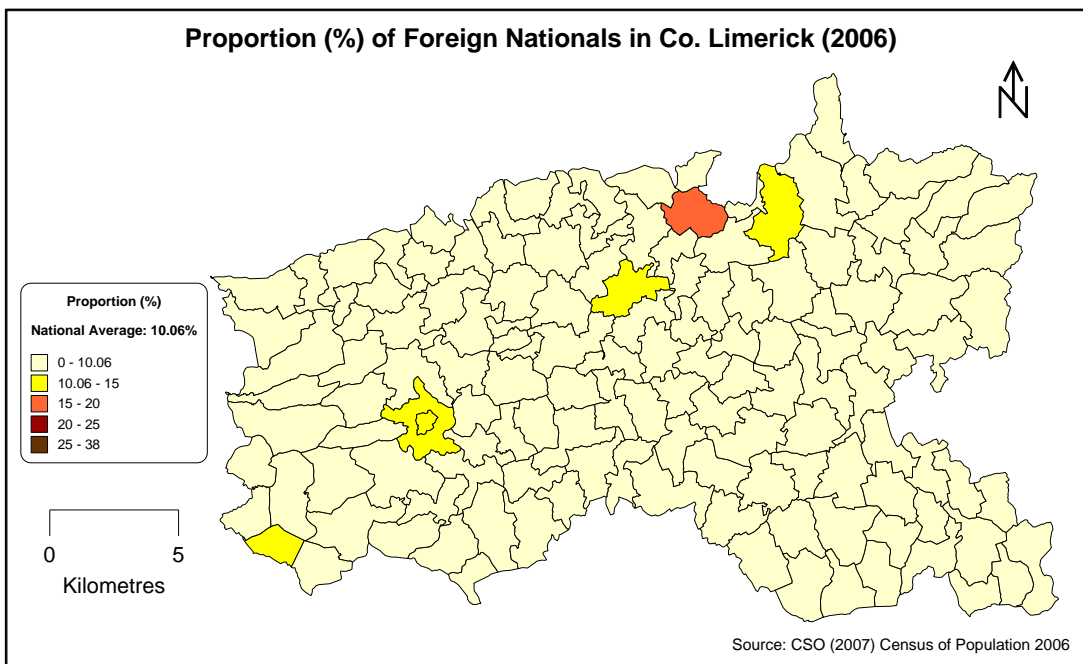 Proportion (%) of Foreign Nationals in Co. Limerick (2006)
N
Proportion (%)
National Average: 10.06%
0 - 10.06
10.06 - 15
15 - 20
20 - 25
25 - 38
0 5
Kilometres
Source: CSO (2007) Census of Population 2006